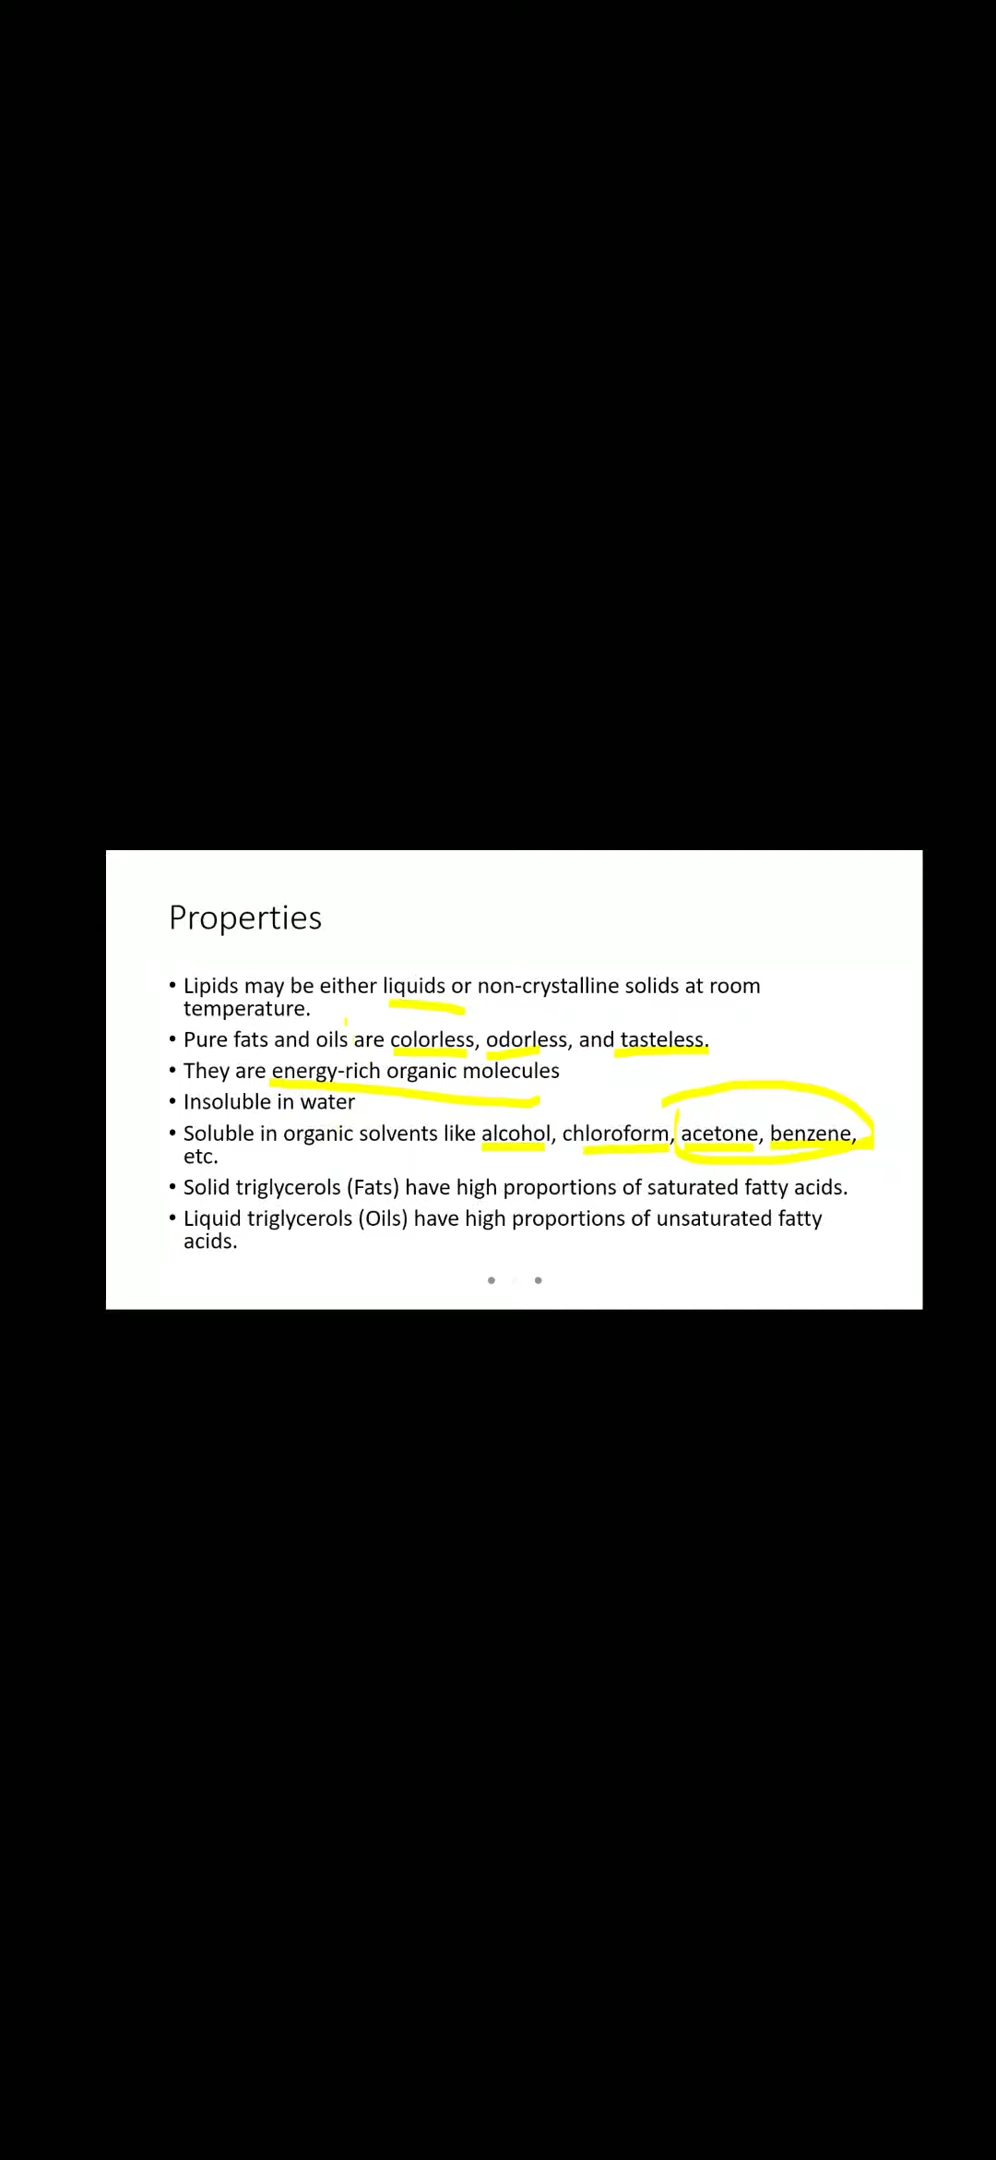 Properties
• Lipids may be either liquids or non-crystalline solids at room
temperature.
• Pure fats and oils are colorless, odorless, and tasteless.
• They are energy-rich organic molecules
• Insoluble in water
• Soluble in organic solvents like alcohol, chloroform, acetone, benzene,
etc.
• Solid triglycerols (Fats) have high proportions of saturated fatty acids.
• Liquid triglycerols (Oils) have high proportions of unsaturated fatty
acids.